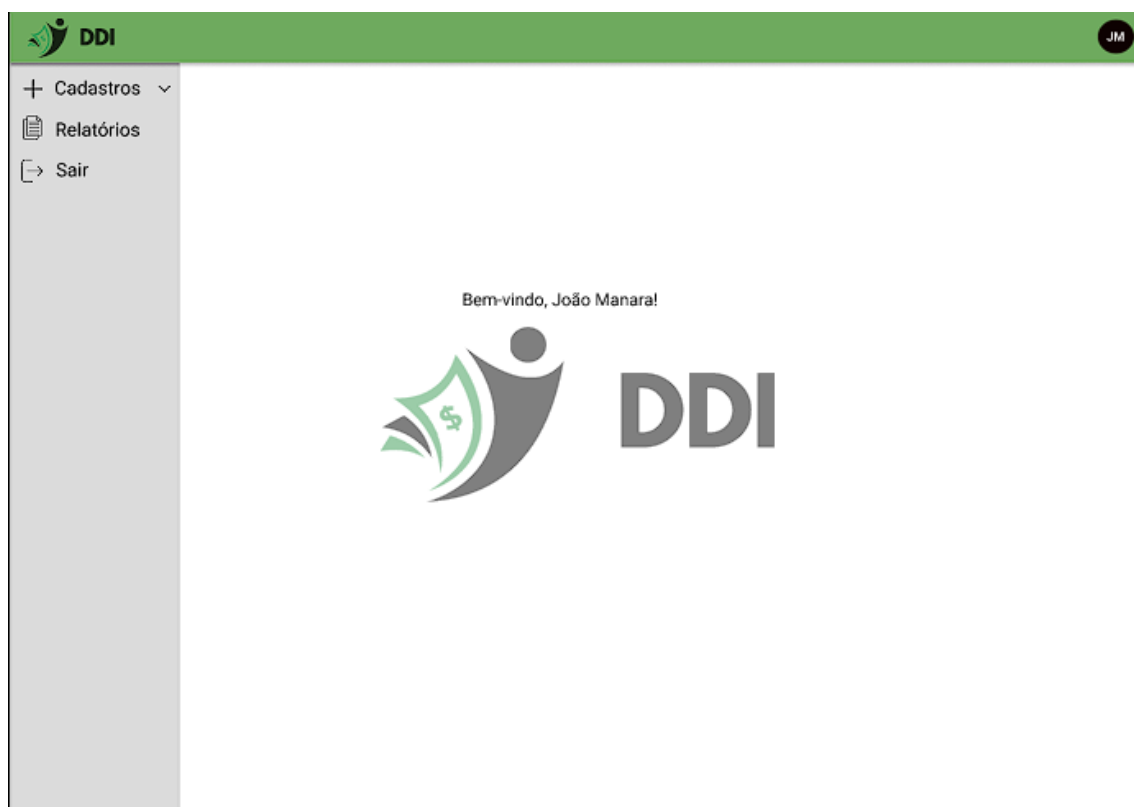 DDI
JM
Cadastros
Relatórios
Sair
Bem-vindo, João Manara!
$
DDI